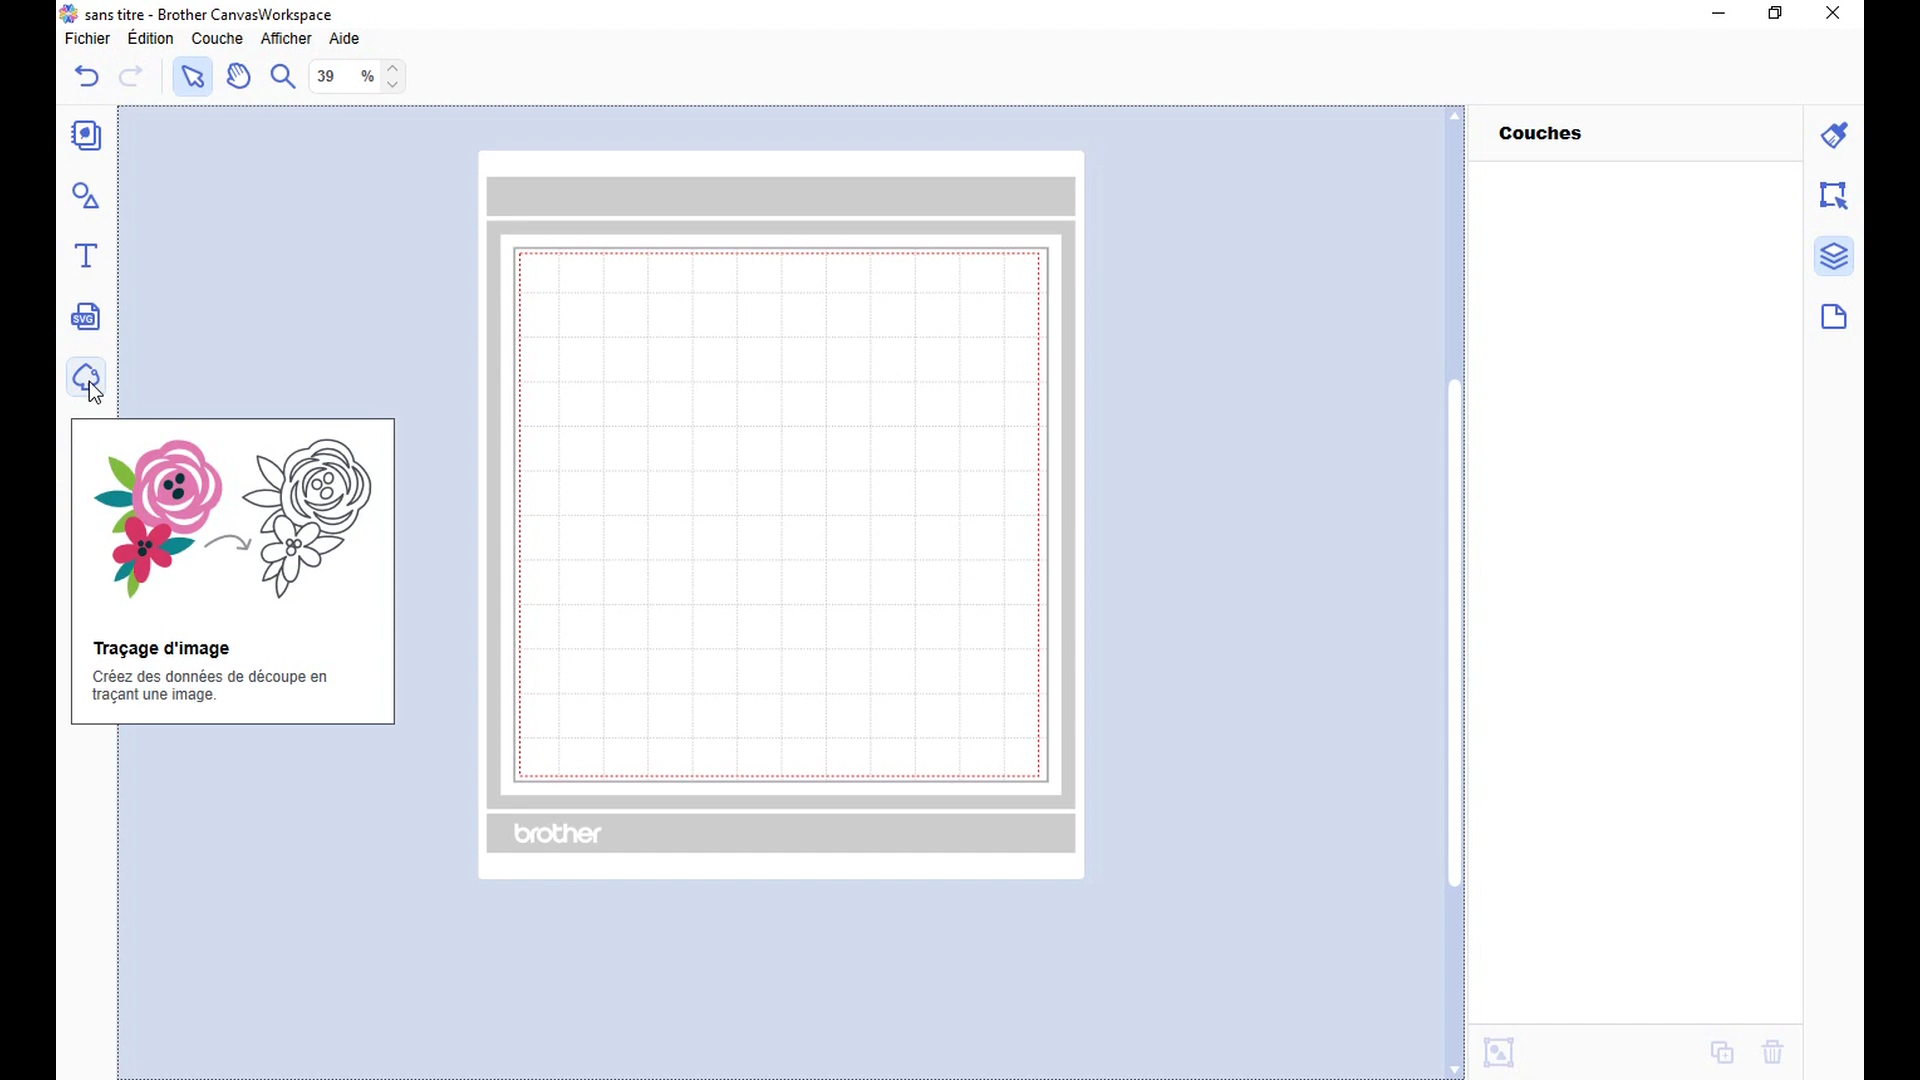 sans titre - Brother CanvasWorkspace
Fichier Édition Couche Afficher Aide
39 %
Couches
T
SVG
Traçage d'image
Créez des données de découpe en
traçant une image.
brother